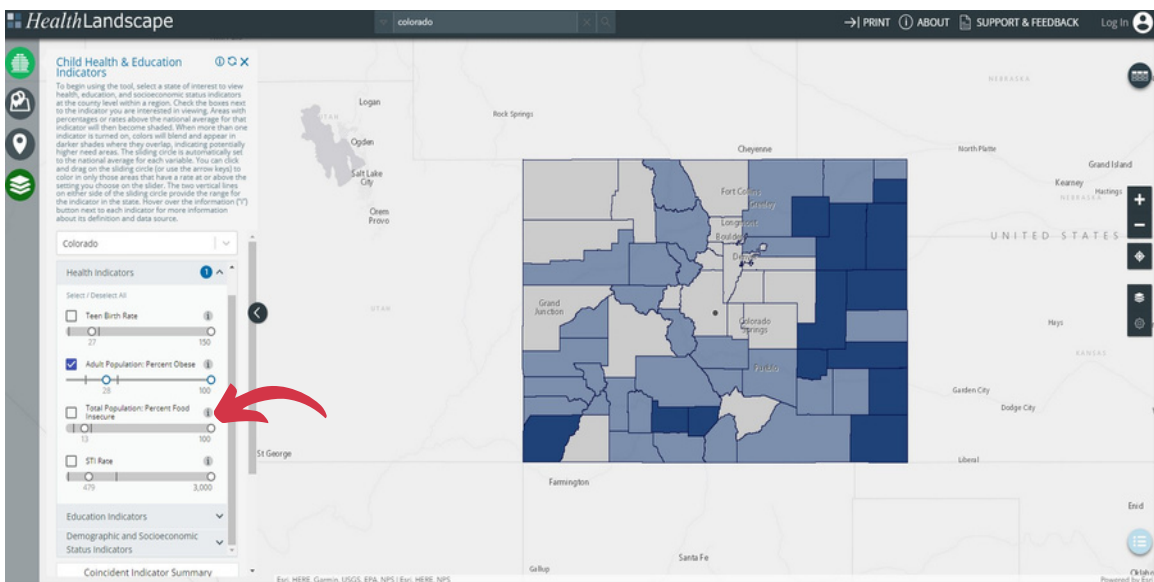 HealthLandscape
colorado
PRINT
ABOUT
SUPPORT & FEEDBACK
Log In
Child Health & Education
Indicators
To begin using the tool, select a state of interest to view
health, education, and socioeconomic status indicators
at the county level within a region. Check the boxes next
to the indicator you are interested in viewing. Areas with
percentages or rates above the national average for that
indicator will then become shaded. When more than one
indicator is turned on, colors will blend and appear in
darker shades where they overlap, indicating potentially
higher need areas. The sliding circle is automatically set
to the national average for each variable. You can click
and drag on the sliding circle (or use the arrow keys) to
color in only those areas that have a rate at or above the
setting you choose on the slider. The two vertical lines
on either side of the sliding circle provide the range for
the indicator in the state. Hover over the information ("i")
button next to each indicator for more information
about its definition and data source.
Colorado
Health Indicators
1
Select / Deselect All
Teen Birth Rate
27
150
Adult Population: Percent Obese
28
100
Total Population: Percent Food
Insecure
13
100
STI Rate
479
3,000
Education Indicators
Demographic and Socioeconomic
Status Indicators
Coincident Indicator Summary
Logan
UTAH
Ogden
Salt Lake
City
Orem
Provo
UTAH
St George
Rock Springs
Cheyenne
NEBRASKA
North Platte
Grand Island
Kearney
Hastings
NEBRASKA
UNITED STATES
Fort Collins
Greeley
Longmont
Boulder
Denver
Grand
Junction
Colorado
Springs
Pueblo
Hays
KANSAS
Garden City
Dodge City
Liberal
Farmington
Enid
Santa Fe
Gallup
Esri, HERE, Garmin, USGS, EPA, NPS | Esri, HERE, NPS
Powered by Esri